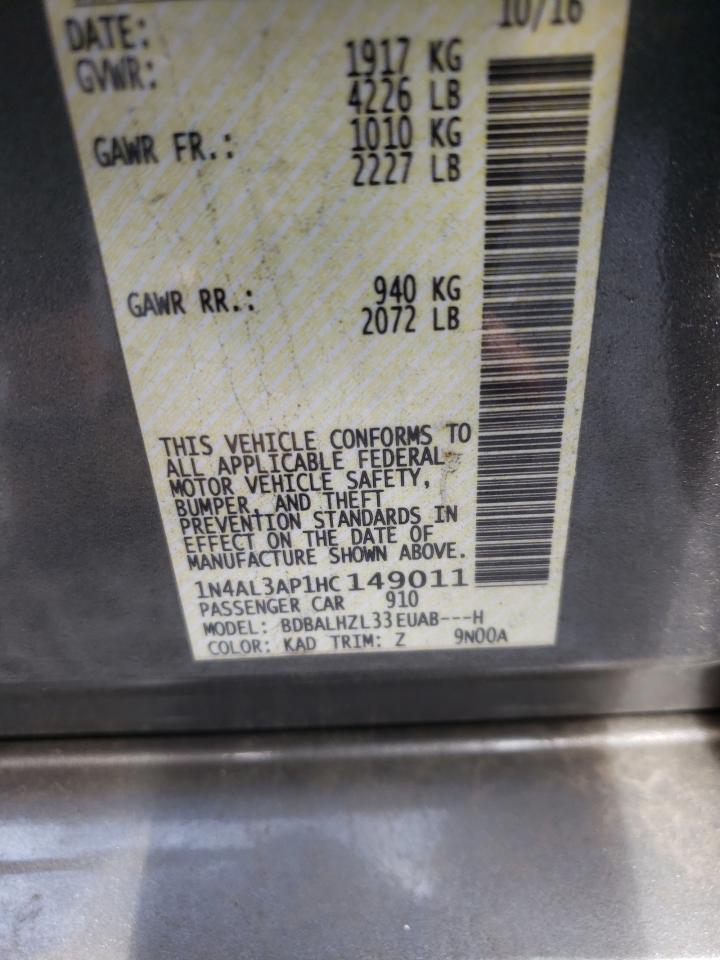 DATE: 10/16
GVWR: 1917 KG
4226 LB
GAWR FR.: 1010 KG
2227 LB
GAWR RR.: 940 KG
2072 LB
THIS VEHICLE CONFORMS TO
ALL APPLICABLE FEDERAL
MOTOR VEHICLE SAFETY,
BUMPER, AND THEFT
PREVENTION STANDARDS IN
EFFECT ON THE DATE OF
MANUFACTURE SHOWN ABOVE.
1N4AL3AP1HC149011
PASSENGER CAR 910
MODEL: BDBALHZL33EUAB---H
COLOR: KAD TRIM: Z 9N00A